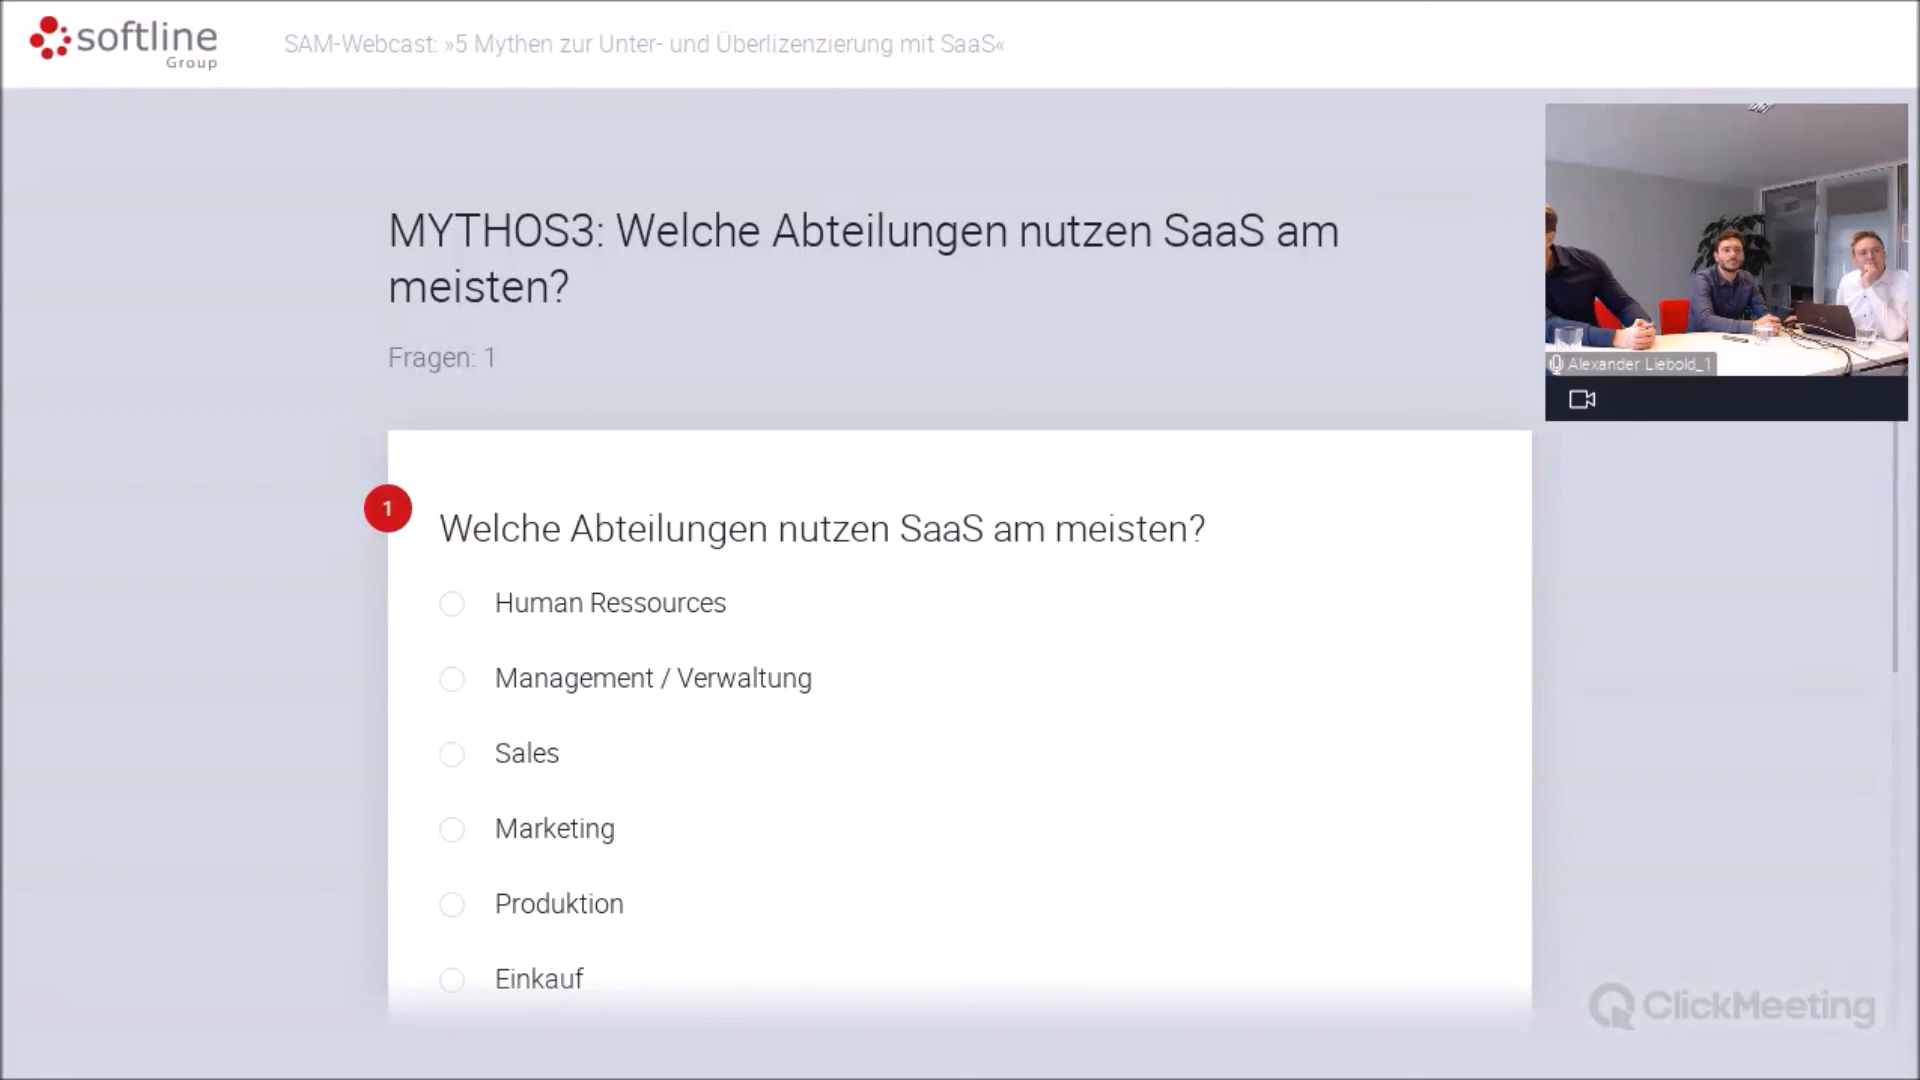 softline
Group
SAM-Webcast: »5 Mythen zur Unter- und Überlizenzierung mit SaaS«
MYTHOS3: Welche Abteilungen nutzen SaaS am
meisten?
Fragen: 1
Alexander Liebold_1
1
Welche Abteilungen nutzen SaaS am meisten?
Human Ressources
Management / Verwaltung
Sales
Marketing
Produktion
Einkauf
ClickMeeting